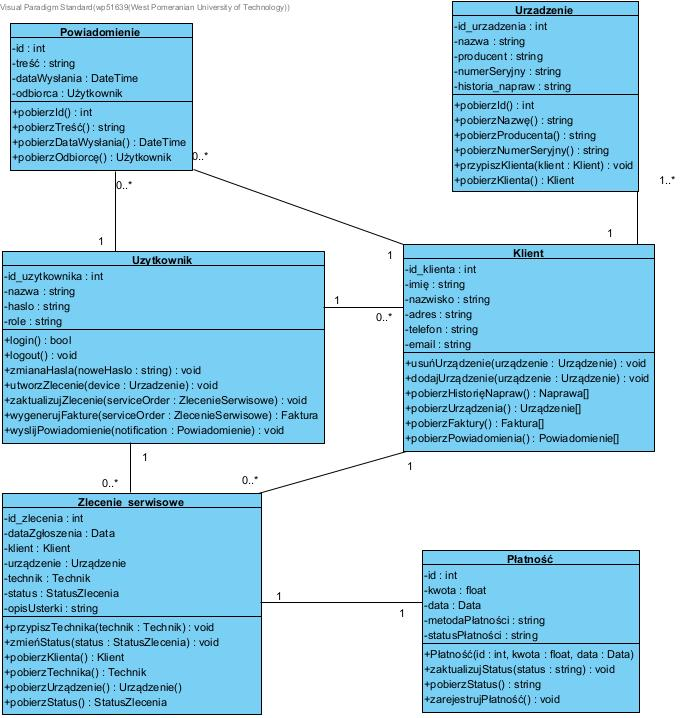 Visual Paradigm Standard(wp51639(West Pomeranian University of Technology))
Powiadomienie
-id : int
-treść : string
-dataWysłania : DateTime
-odbiorca : Użytkownik
+pobierzId() : int
+pobierzTreść() : string
+pobierzDataWysłania() : DateTime
+pobierzOdbiorcę() : Użytkownik
0..*
0..*
1
1
Urzadzenie
-id_urzadzenia : int
-nazwa : string
-producent : string
-numerSeryjny : string
-historia_napraw : string
+pobierzId() : int
+pobierzNazwę() : string
+pobierzProducenta() : string
+pobierzNumerSeryjny() : string
+przypiszKlienta(klient : Klient) : void
+pobierzKlienta() : Klient
1..*
1
Uzytkownik
-id_uzytkownika : int
-nazwa : string
-haslo : string
-role : string
+login() : bool
+logout() : void
+zmianaHasla(noweHaslo : string) : void
+utworzZlecenie(device : Urzadzenie) : void
+zaktualizujZlecenie(serviceOrder : ZlecenieSerwisowe) : void
+wygenerujFakture(serviceOrder : ZlecenieSerwisowe) : Faktura
+wyslijPowiadomienie(notification : Powiadomienie) : void
1
0..*
Klient
-id_klienta : int
-imię : string
-nazwisko : string
-adres : string
-telefon : string
-email : string
+usuńUrządzenie(urządzenie : Urządzenie) : void
+dodajUrządzenie(urządzenie : Urządzenie) : void
+pobierzHistorięNapraw() : Naprawa[]
+pobierzUrządzenia() : Urządzenie[]
+pobierzFaktury() : Faktura[]
+pobierzPowiadomienia() : Powiadomienie[]
1
0..*
0..*
1
Zlecenie_serwisowe
-id_zlecenia : int
-dataZgłoszenia : Data
-klient : Klient
-urządzenie : Urządzenie
-technik : Technik
-status : StatusZlecenia
-opisUsterki : string
+przypiszTechnika(technik : Technik) : void
+zmieńStatus(status : StatusZlecenia) : void
+pobierzKlienta() : Klient
+pobierzTechnika() : Technik
+pobierzUrządzenie() : Urządzenie()
+pobierzStatus() : StatusZlecenia
1
1
Płatność
-id : int
-kwota : float
-data : Data
-metodaPłatności : string
-statusPłatności : string
+Płatność(id : int, kwota : float, data : Data)
+zaktualizujStatus(status : string) : void
+pobierzStatus() : string
+zarejestrujPłatność() : void